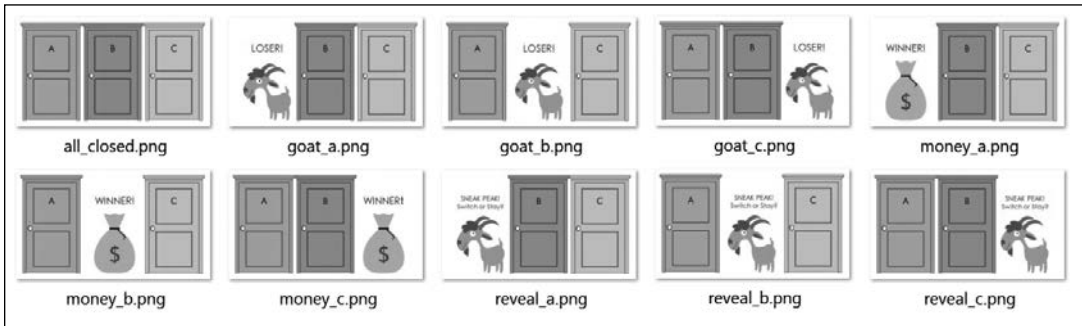 A B C
all_closed.png
LOSER! B C
goat_a.png
A LOSER! C
goat_b.png
A B LOSER!
goat_c.png
WINNER! B C
$
money_a.png
A WINNER! C
$
money_b.png
A B WINNER!
$
money_c.png
SNEAK PEAK!
Switch or Stay?
B C
reveal_a.png
A SNEAK PEAK! C
Switch or Stay?
reveal_b.png
A B SNEAK PEAK!
Switch or Stay?
reveal_c.png